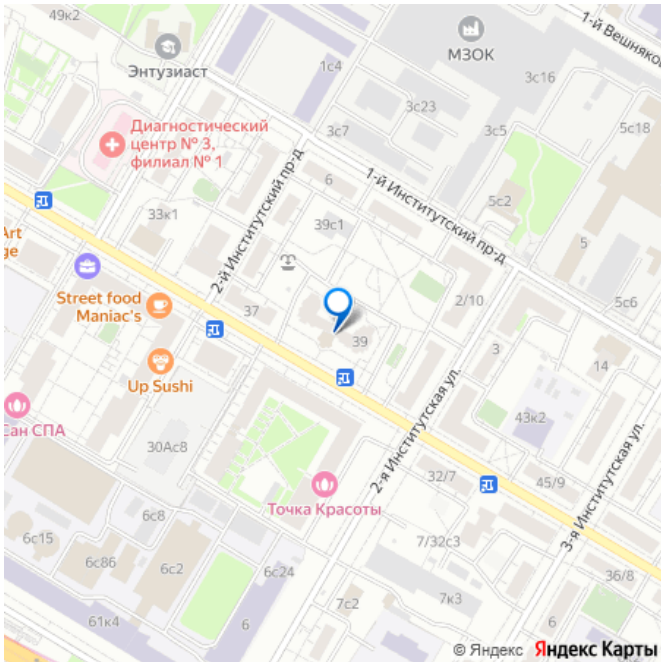 49к2
Энтузиаст
МЗОК
1-й Вешняков
1с4
3с16
3с23
3с7
3с5
5с18
Диагностический
центр № 3,
филиал № 1
6
5с2
1-й Институтский пр-д
2-й Институтский пр-д
33к1
39с1
5
Art
ge
Street food
Maniac's
37
2/10
5с6
39
3
14
Up Sushi
43к2
Сан СПА
2-я Институтская ул.
3-я Институтская ул.
30Ас8
32/7
45/9
Точка Красоты
6с8
6с15
6с86
6с2
6с24
7/32с3
36/8
7с2
7к3
61к4
6
6
© Яндекс Яндекс Карты